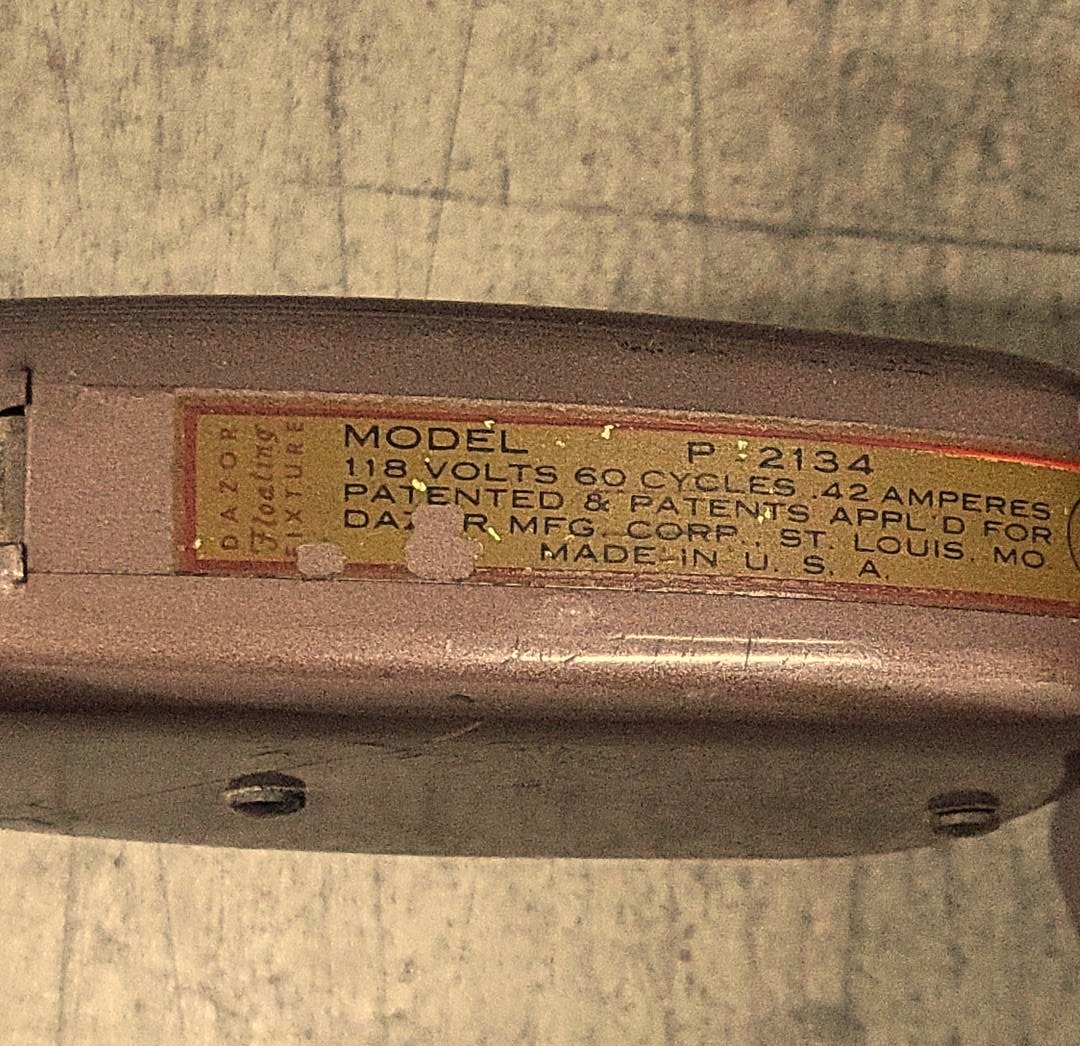 DAZOR
Floating
FIXTURE
MODEL P-2134
118 VOLTS 60 CYCLES .42 AMPERES
PATENTED & PATENTS APPL'D FOR
DAZOR MFG. CORP., ST. LOUIS, MO
MADE-IN U. S. A.